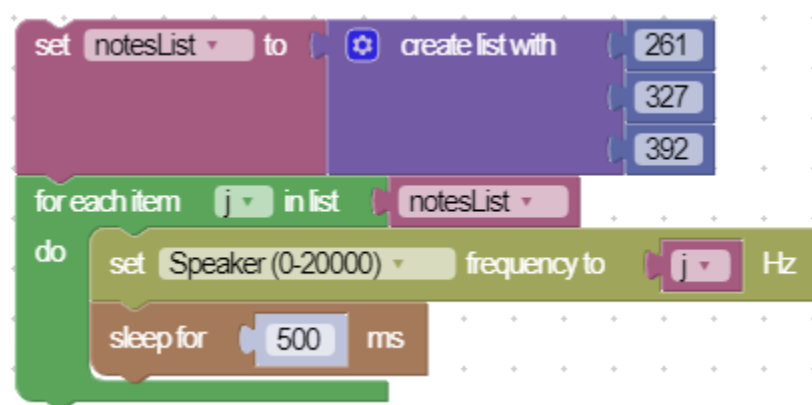 set notesList to create list with 261
327
392
for each item j in list notesList
do set Speaker (0-20000) frequency to j Hz
sleep for 500 ms